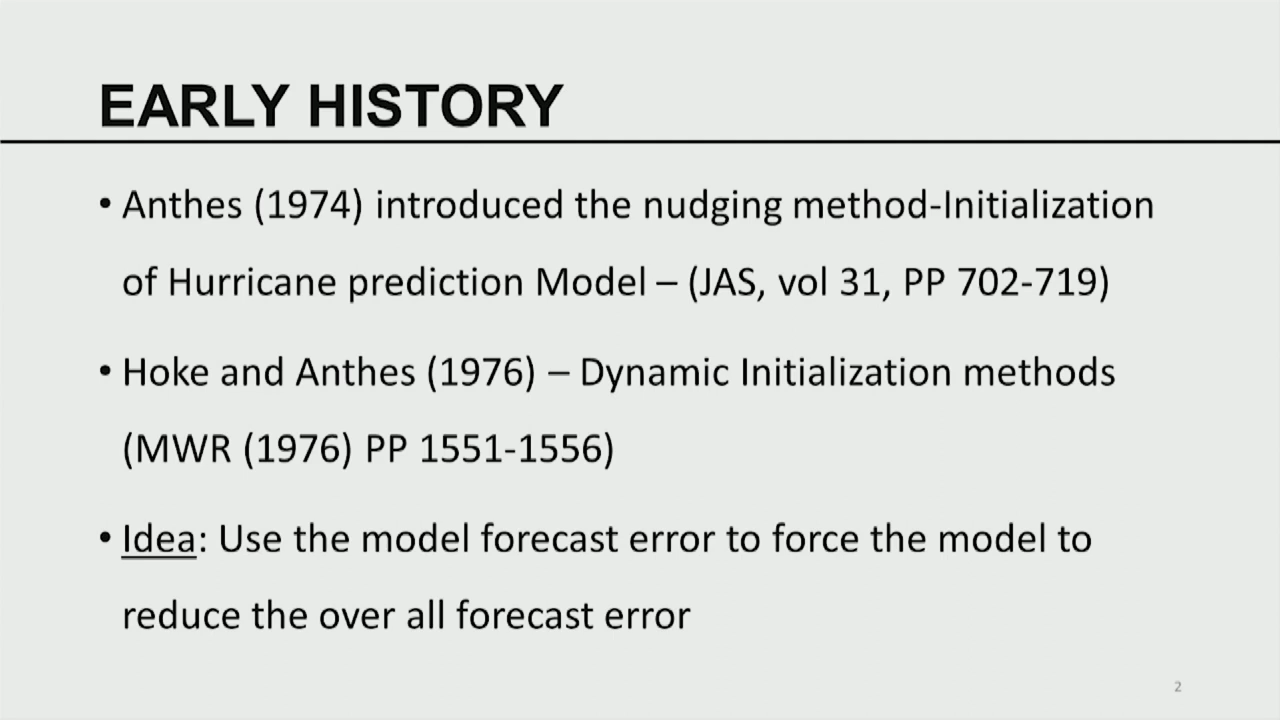 EARLY HISTORY
• Anthes (1974) introduced the nudging method-Initialization
of Hurricane prediction Model – (JAS, vol 31, PP 702-719)
• Hoke and Anthes (1976) – Dynamic Initialization methods
(MWR (1976) PP 1551-1556)
• Idea: Use the model forecast error to force the model to
reduce the over all forecast error
2